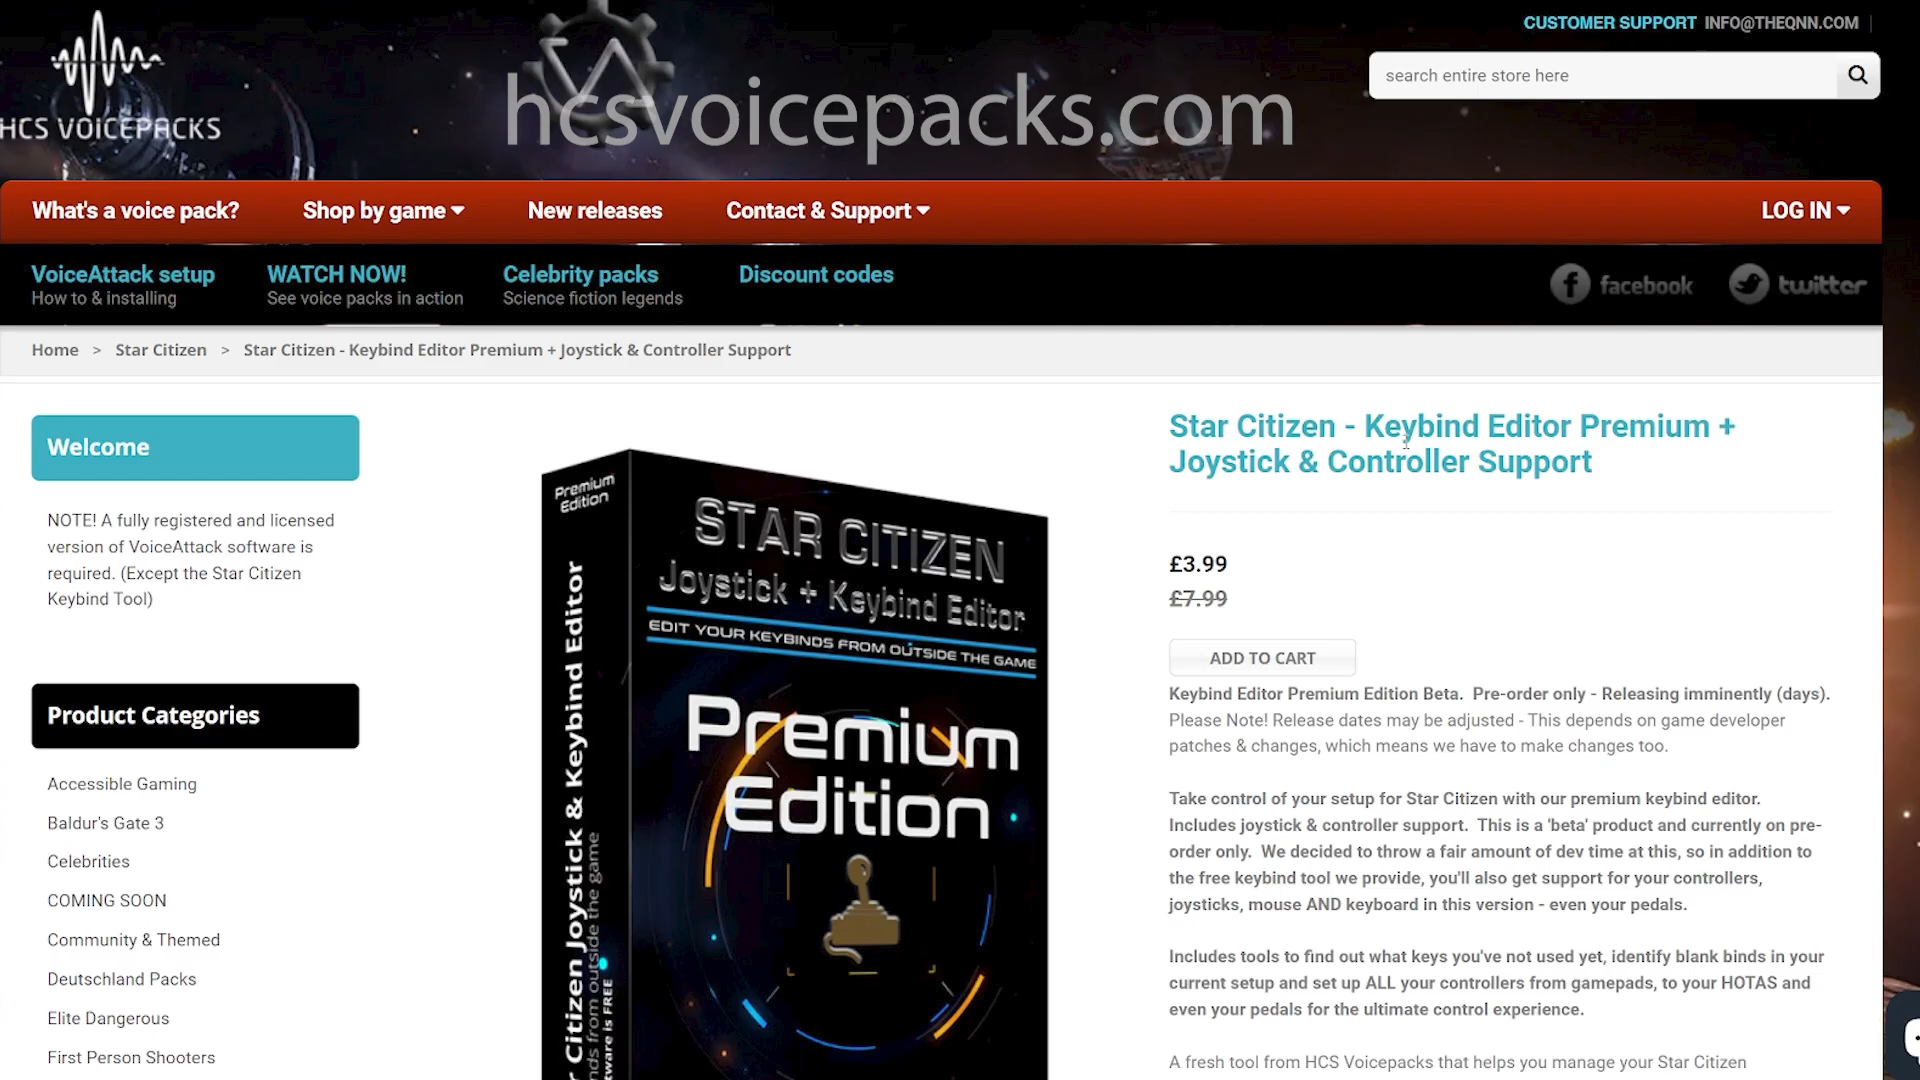 CUSTOMER SUPPORT INFO@THEQNN.COM
search entire store here
HCS VOICEPACKS
hcsvoicepacks.com
What's a voice pack?
Shop by game
New releases
Contact & Support
LOG IN
VoiceAttack setup
How to & installing
WATCH NOW!
See voice packs in action
Celebrity packs
Science fiction legends
Discount codes
facebook
twitter
Home > Star Citizen > Star Citizen - Keybind Editor Premium + Joystick & Controller Support
Welcome
NOTE! A fully registered and licensed
version of VoiceAttack software is
required. (Except the Star Citizen
Keybind Tool)
Product Categories
Accessible Gaming
Baldur's Gate 3
Celebrities
COMING SOON
Community & Themed
Deutschland Packs
Elite Dangerous
First Person Shooters
Premium
Edition
Citizen Joystick & Keybind Editor
from outside the game
is FREE
STAR CITIZEN
Joystick + Keybind Editor
EDIT YOUR KEYBINDS FROM OUTSIDE THE GAME
Premium
Edition
Star Citizen - Keybind Editor Premium +
Joystick & Controller Support
£3.99
£7.99
ADD TO CART
Keybind Editor Premium Edition Beta. Pre-order only - Releasing imminently (days).
Please Note! Release dates may be adjusted - This depends on game developer
patches & changes, which means we have to make changes too.
Take control of your setup for Star Citizen with our premium keybind editor.
Includes joystick & controller support. This is a 'beta' product and currently on pre-
order only. We decided to throw a fair amount of dev time at this, so in addition to
the free keybind tool we provide, you'll also get support for your controllers,
joysticks, mouse AND keyboard in this version - even your pedals.
Includes tools to find out what keys you've not used yet, identify blank binds in your
current setup and set up ALL your controllers from gamepads, to your HOTAS and
even your pedals for the ultimate control experience.
A fresh tool from HCS Voicepacks that helps you manage your Star Citizen